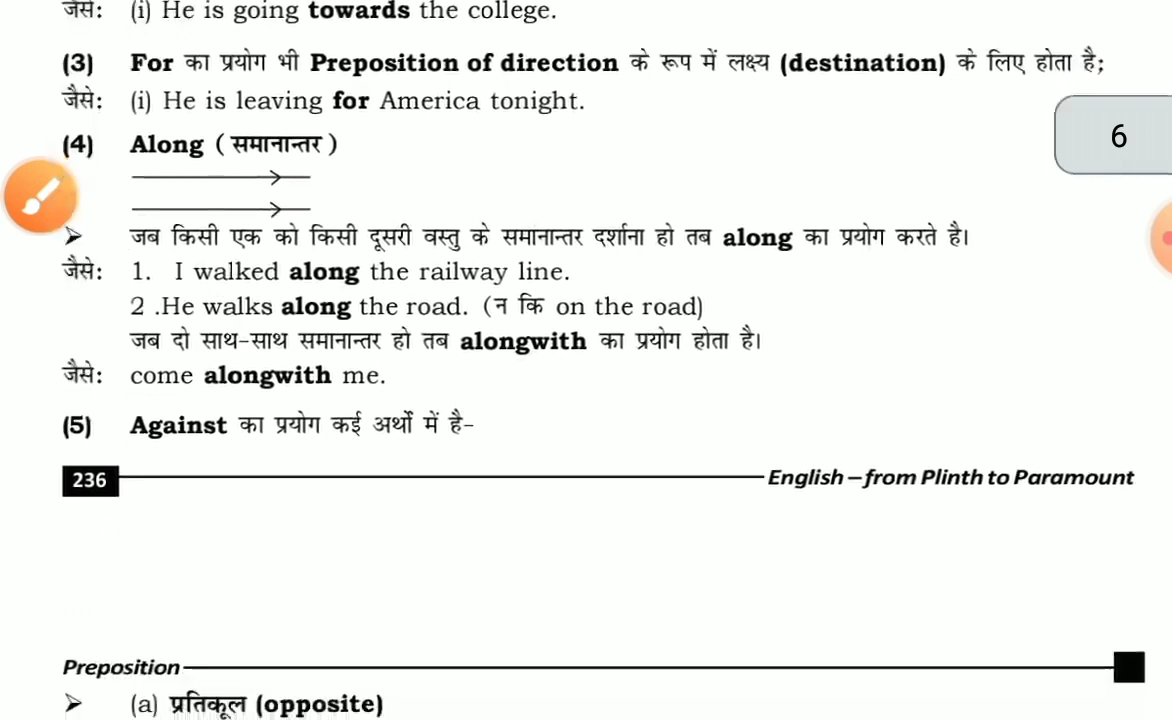 जैसे: (i) He is going towards the college.
(3) For का प्रयोग भी Preposition of direction के रूप में लक्ष्य (destination) के लिए होता है;
जैसे: (i) He is leaving for America tonight.
6
(4) Along ( समानान्तर )
➢ जब किसी एक को किसी दूसरी वस्तु के समानान्तर दर्शाना हो तब along का प्रयोग करते है।
जैसे: 1. I walked along the railway line.
2 .He walks along the road. (न कि on the road)
जब दो साथ-साथ समानान्तर हो तब alongwith का प्रयोग होता है।
जैसे: come alongwith me.
(5) Against का प्रयोग कई अर्थों में है-
236 English – from Plinth to Paramount
Preposition
➢ (a) प्रतिकूल (opposite)